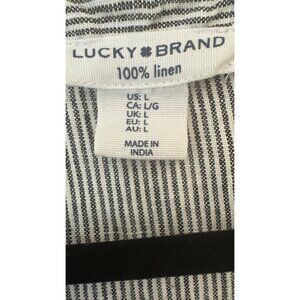 LUCKY BRAND
100% linen
US: L
CA: L/G
UK: L
EU: L
AU: L
MADE IN
INDIA